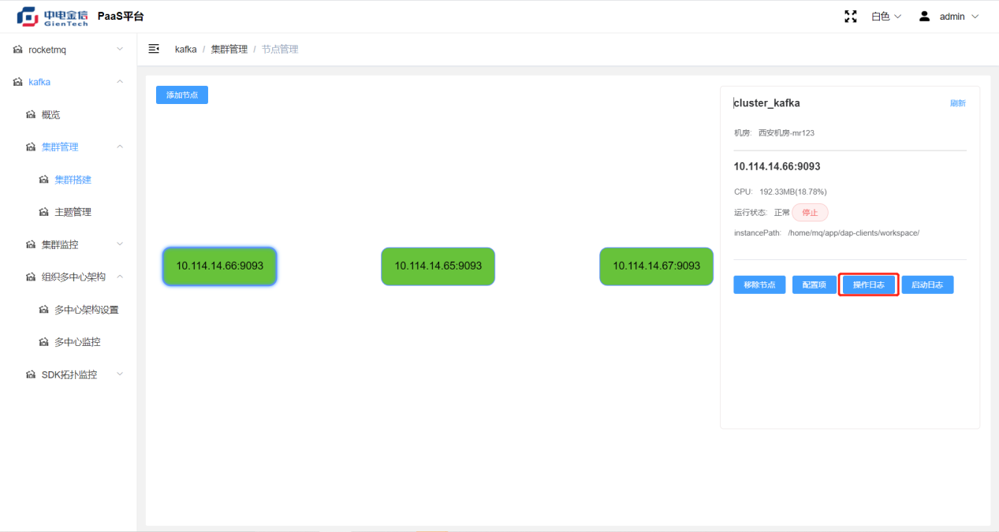 中电金信
GienTech
PaaS平台
白色
admin
rocketmq
kafka
概览
集群管理
集群搭建
主题管理
集群监控
组织多中心架构
多中心架构设置
多中心监控
SDK拓扑监控
kafka / 集群管理 / 节点管理
添加节点
10.114.14.66:9093
10.114.14.65:9093
10.114.14.67:9093
cluster_kafka
刷新
机房: 西安机房-mr123
10.114.14.66:9093
CPU: 192.33MB(18.78%)
运行状态: 正常 停止
instancePath: /home/mq/app/dap-clients/workspace/
移除节点 配置项 操作日志 启动日志